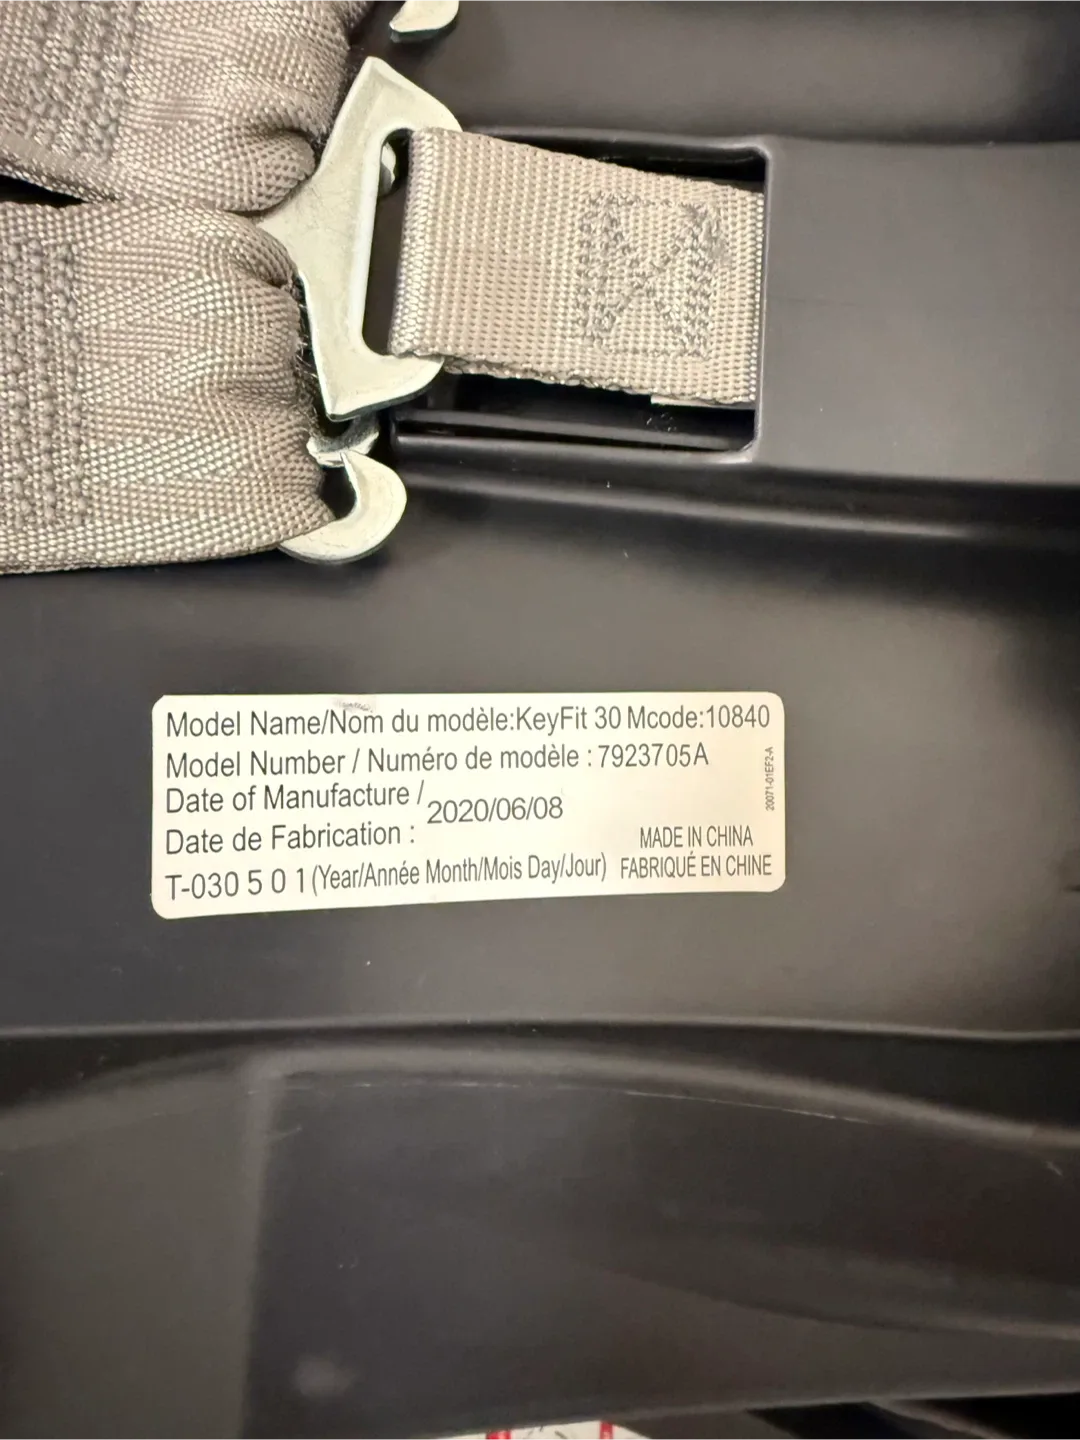 Model Name/Nom du modèle:KeyFit 30 Mcode:10840
Model Number / Numéro de modèle : 7923705A
Date of Manufacture / 2020/06/08
Date de Fabrication :
MADE IN CHINA
T-030 5 0 1 (Year/Année Month/Mois Day/Jour) FABRIQUÉ EN CHINE
20071-01EF2-A